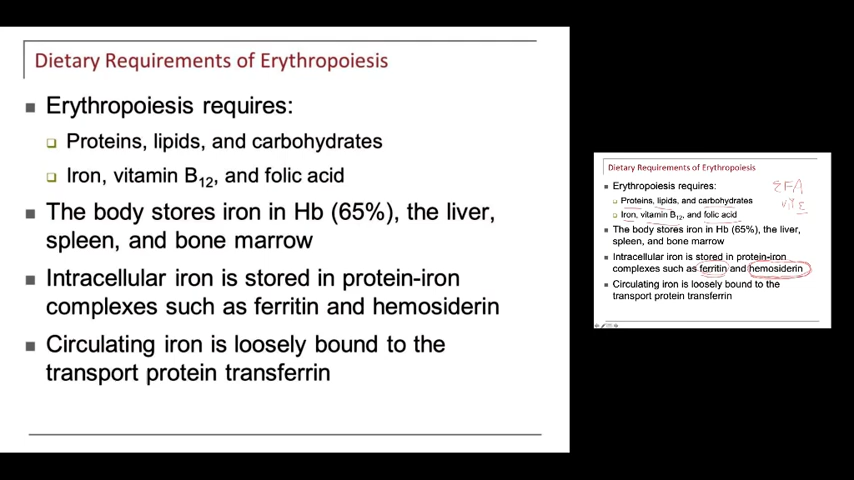 Dietary Requirements of Erythropoiesis
Erythropoiesis requires:
Proteins, lipids, and carbohydrates
Iron, vitamin B12, and folic acid
The body stores iron in Hb (65%), the liver,
spleen, and bone marrow
Intracellular iron is stored in protein-iron
complexes such as ferritin and hemosiderin
Circulating iron is loosely bound to the
transport protein transferrin
Dietary Requirements of Erythropoiesis
Erythropoiesis requires:
Proteins, lipids, and carbohydrates
Iron, vitamin B12, and folic acid
The body stores iron in Hb (65%), the liver,
spleen, and bone marrow
Intracellular iron is stored in protein-iron
complexes such as ferritin and hemosiderin
Circulating iron is loosely bound to the
transport protein transferrin
EFA
vit E